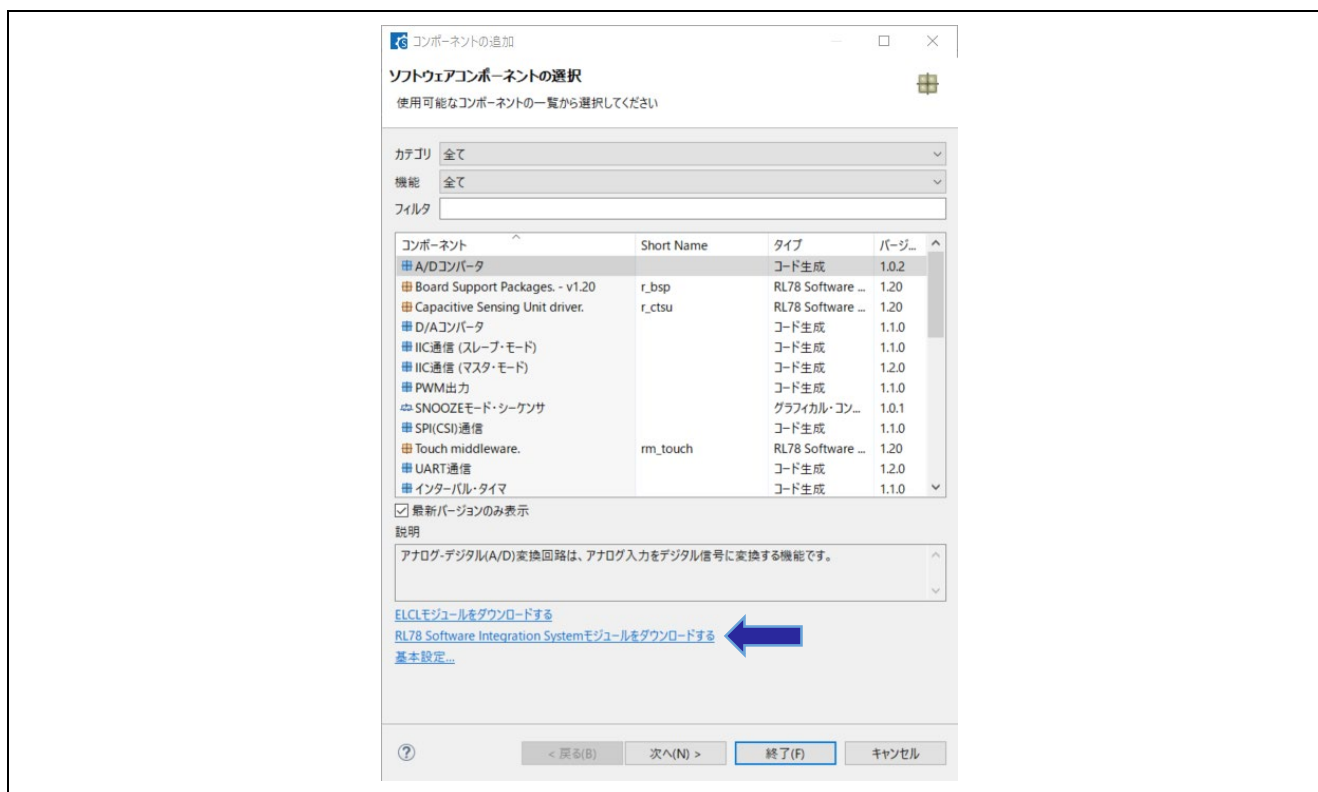 コンポーネントの追加
ソフトウェアコンポーネントの選択
使用可能なコンポーネントの一覧から選択してください
カテゴリ 全て
機能 全て
フィルタ
コンポーネント Short Name タイプ バージ...
A/Dコンバータ コード生成 1.0.2
Board Support Packages. - v1.20 r_bsp RL78 Software ... 1.20
Capacitive Sensing Unit driver. r_ctsu RL78 Software ... 1.20
D/Aコンバータ コード生成 1.1.0
IIC通信 (スレーブ・モード) コード生成 1.1.0
IIC通信 (マスタ・モード) コード生成 1.2.0
PWM出力 コード生成 1.1.0
SNOOZEモード・シーケンサ グラフィカル・コン... 1.0.1
SPI(CSI)通信 コード生成 1.1.0
Touch middleware. rm_touch RL78 Software ... 1.20
UART通信 コード生成 1.2.0
インターバル・タイマ コード生成 1.1.0
最新バージョンのみ表示
説明
アナログ-デジタル(A/D)変換回路は、アナログ入力をデジタル信号に変換する機能です。
ELCLモジュールをダウンロードする
RL78 Software Integration Systemモジュールをダウンロードする
基本設定...
? < 戻る(B) 次へ(N) > 終了(F) キャンセル